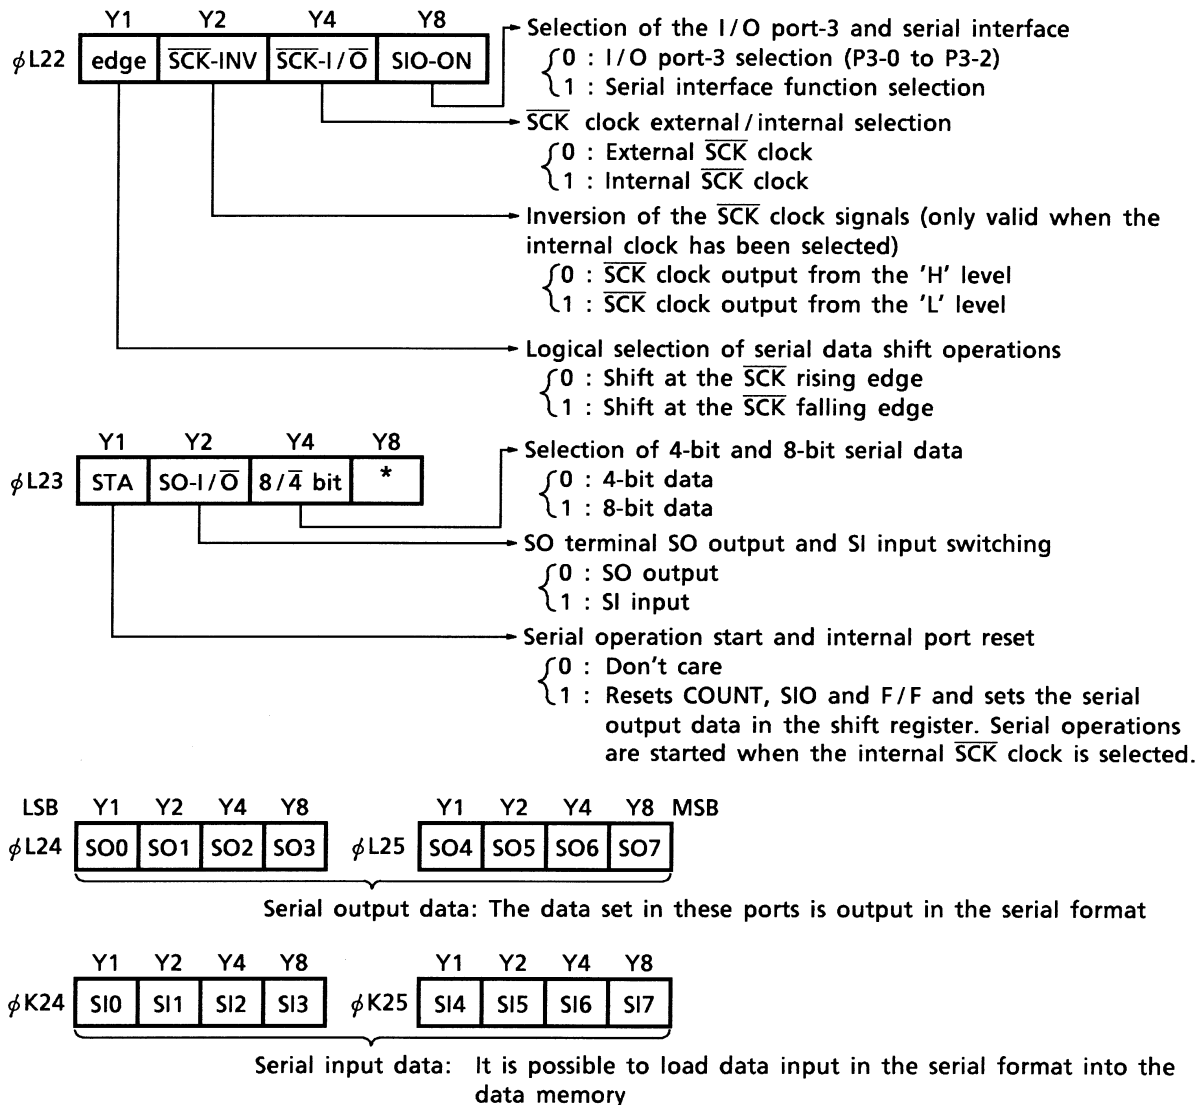 Y1 Y2 Y4 Y8
φL22 edge S̅C̅K̅-INV S̅C̅K̅-I/O̅ SIO-ON
Selection of the I/O port-3 and serial interface
0 : I/O port-3 selection (P3-0 to P3-2)
1 : Serial interface function selection
S̅C̅K̅ clock external/internal selection
0 : External S̅C̅K̅ clock
1 : Internal S̅C̅K̅ clock
Inversion of the S̅C̅K̅ clock signals (only valid when the
internal clock has been selected)
0 : S̅C̅K̅ clock output from the 'H' level
1 : S̅C̅K̅ clock output from the 'L' level
Logical selection of serial data shift operations
0 : Shift at the S̅C̅K̅ rising edge
1 : Shift at the S̅C̅K̅ falling edge
Y1 Y2 Y4 Y8
φL23 STA SO-I/O̅ 8/4̅ bit *
Selection of 4-bit and 8-bit serial data
0 : 4-bit data
1 : 8-bit data
SO terminal SO output and SI input switching
0 : SO output
1 : SI input
Serial operation start and internal port reset
0 : Don't care
1 : Resets COUNT, SIO and F/F and sets the serial
output data in the shift register. Serial operations
are started when the internal S̅C̅K̅ clock is selected.
LSB Y1 Y2 Y4 Y8 Y1 Y2 Y4 Y8 MSB
φL24 SO0 SO1 SO2 SO3 φL25 SO4 SO5 SO6 SO7
Serial output data: The data set in these ports is output in the serial format
Y1 Y2 Y4 Y8 Y1 Y2 Y4 Y8
φK24 SI0 SI1 SI2 SI3 φK25 SI4 SI5 SI6 SI7
Serial input data: It is possible to load data input in the serial format into the
data memory